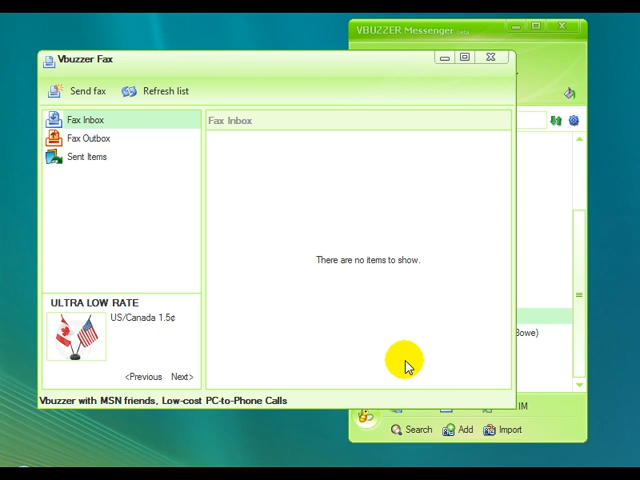 VBUZZER Messenger beta
Vbuzzer Fax
Send fax
Refresh list
Fax Inbox
Fax Outbox
Sent Items
Fax Inbox
There are no items to show.
Bowe)
ULTRA LOW RATE
US/Canada 1.5¢
<Previous Next>
Vbuzzer with MSN friends, Low-cost PC-to-Phone Calls
IM
Search Add Import